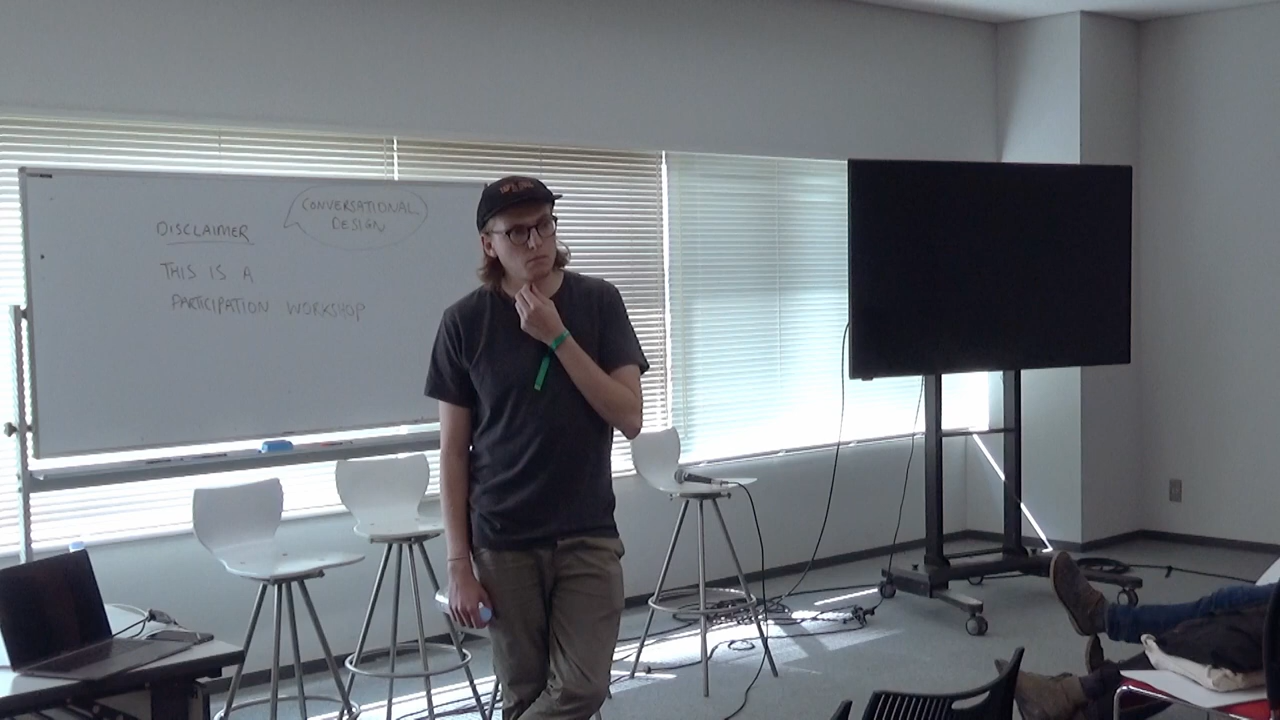 CONVERSATIONAL
DESIGN
DISCLAIMER
THIS IS A
PARTICIPATION WORKSHOP